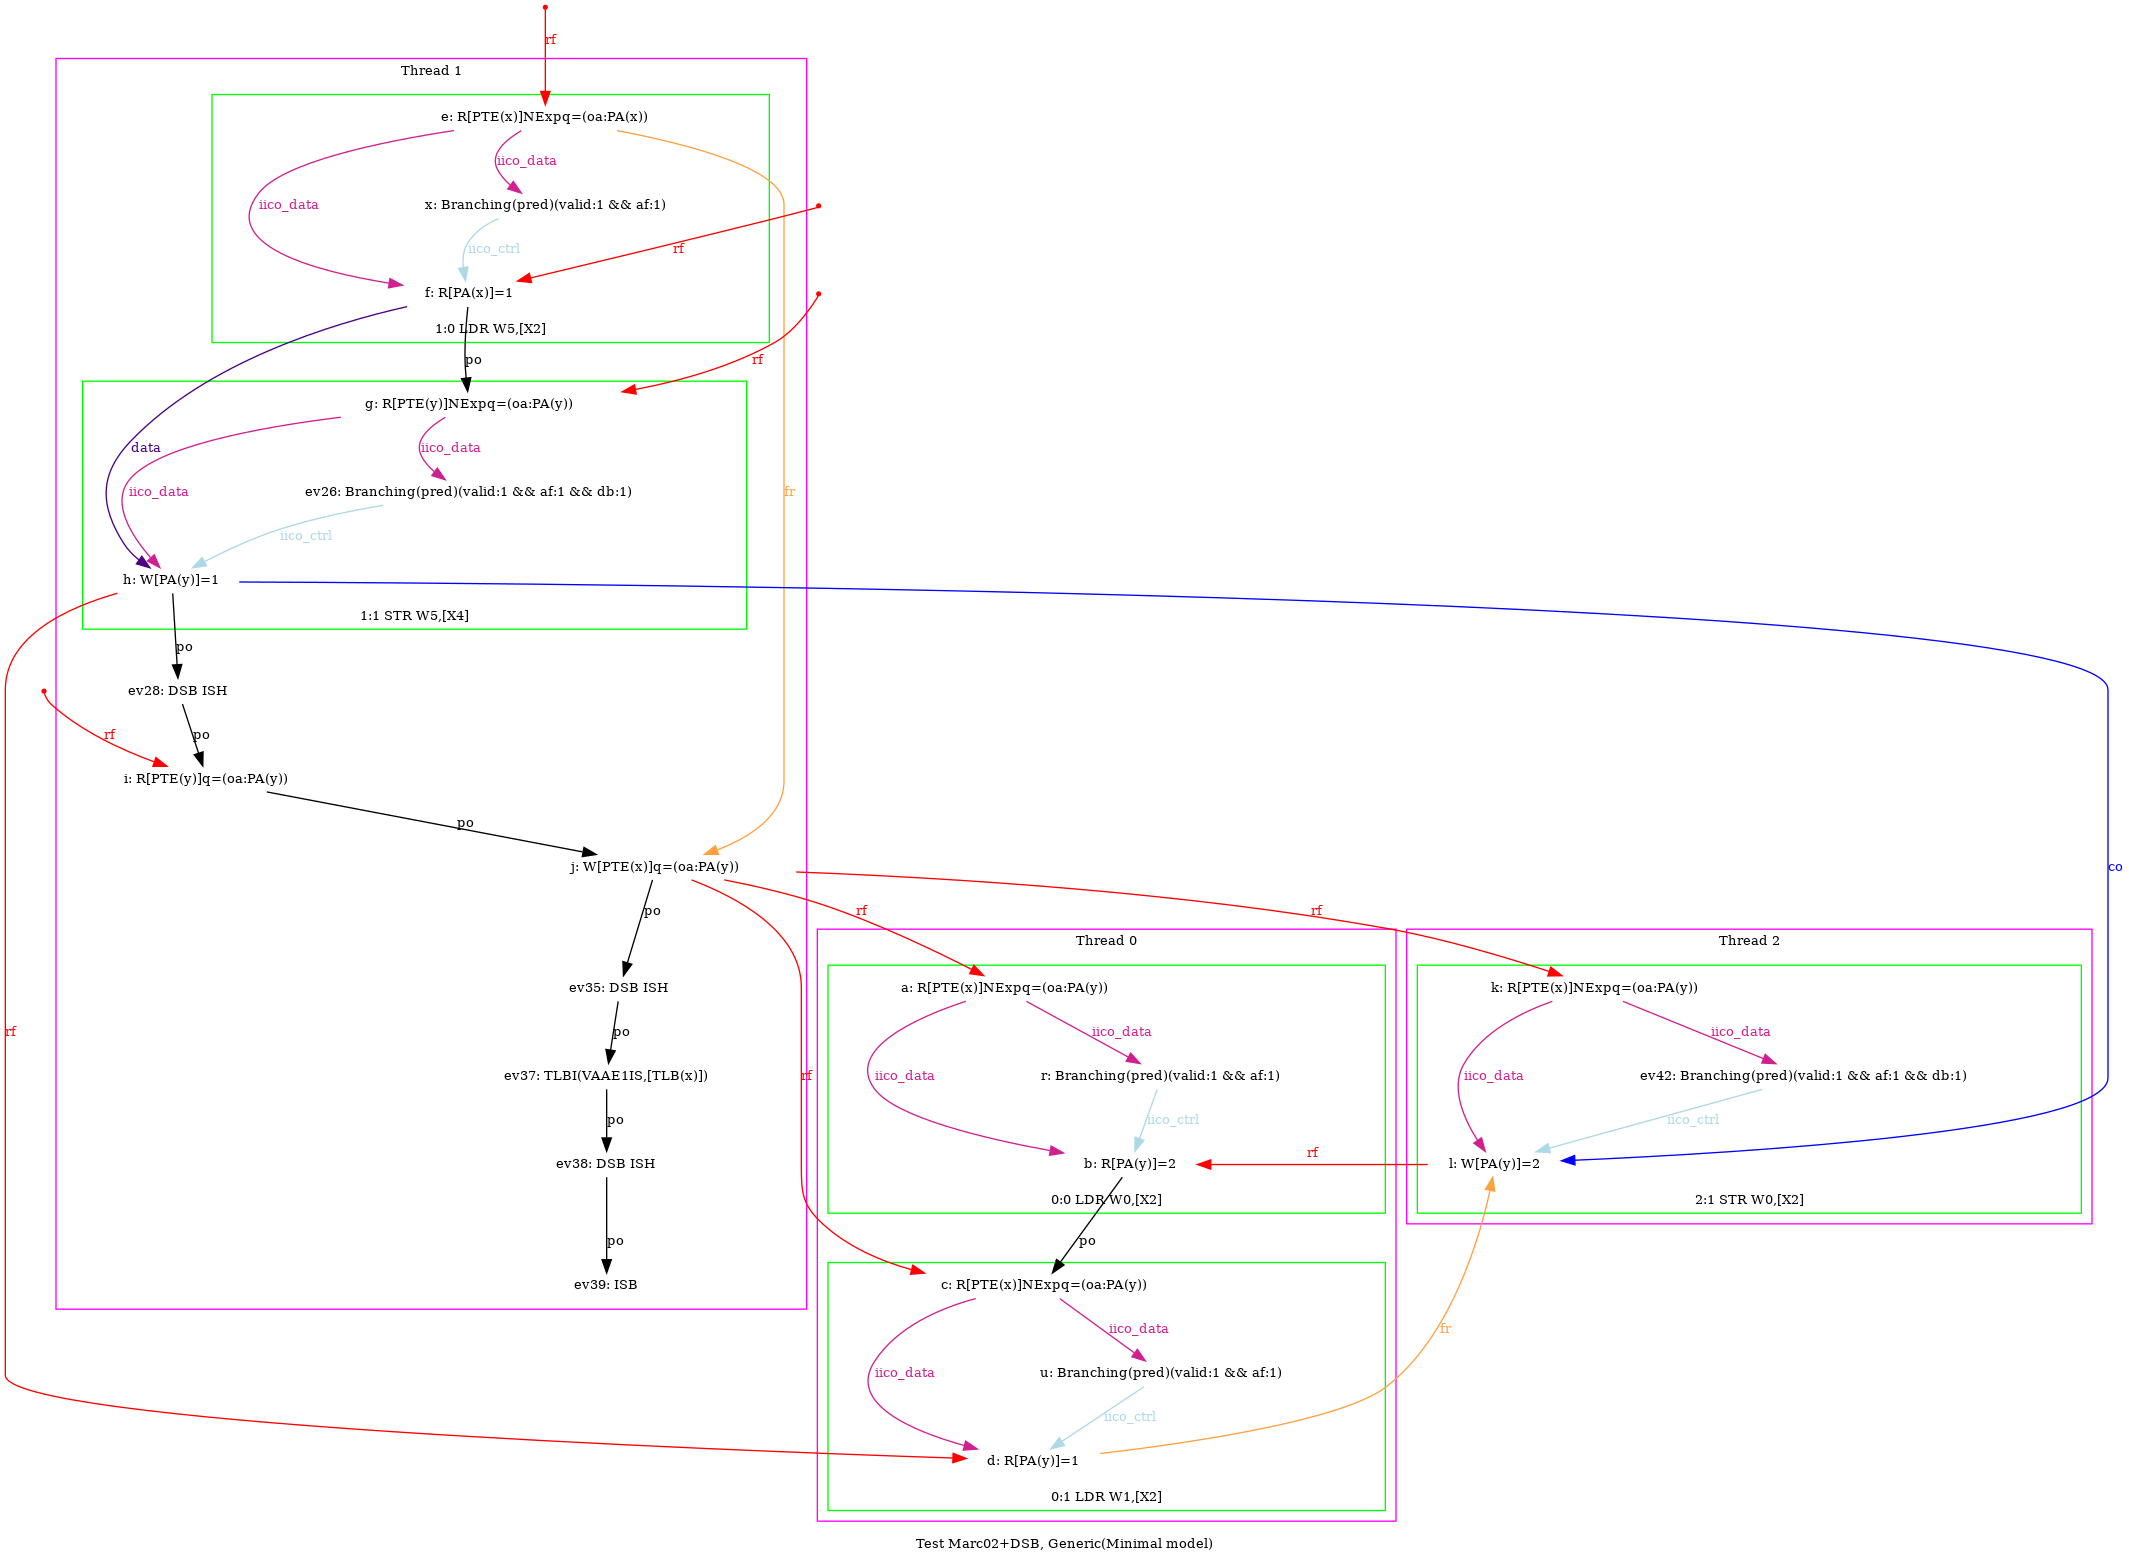 rf
Thread 1
e: R[PTE(x)]NExpq=(oa:PA(x))
iico_data
iico_data
x: Branching(pred)(valid:1 && af:1)
iico_ctrl
rf
f: R[PA(x)]=1
1:0 LDR W5,[X2]
po
rf
g: R[PTE(y)]NExpq=(oa:PA(y))
data
iico_data
iico_data
ev26: Branching(pred)(valid:1 && af:1 && db:1)
fr
iico_ctrl
h: W[PA(y)]=1
1:1 STR W5,[X4]
po
ev28: DSB ISH
rf
po
i: R[PTE(y)]q=(oa:PA(y))
po
j: W[PTE(x)]q=(oa:PA(y))
co
po
rf
rf
Thread 0
Thread 2
ev35: DSB ISH
a: R[PTE(x)]NExpq=(oa:PA(y))
k: R[PTE(x)]NExpq=(oa:PA(y))
rf
po
iico_data
iico_data
ev37: TLBI(VAAE1IS,[TLB(x)])
rf
iico_data
r: Branching(pred)(valid:1 && af:1)
iico_data
ev42: Branching(pred)(valid:1 && af:1 && db:1)
po
iico_ctrl
iico_ctrl
ev38: DSB ISH
b: R[PA(y)]=2
rf
l: W[PA(y)]=2
0:0 LDR W0,[X2]
2:1 STR W0,[X2]
po
po
ev39: ISB
c: R[PTE(x)]NExpq=(oa:PA(y))
iico_data
fr
iico_data
u: Branching(pred)(valid:1 && af:1)
iico_ctrl
d: R[PA(y)]=1
0:1 LDR W1,[X2]
Test Marc02+DSB, Generic(Minimal model)